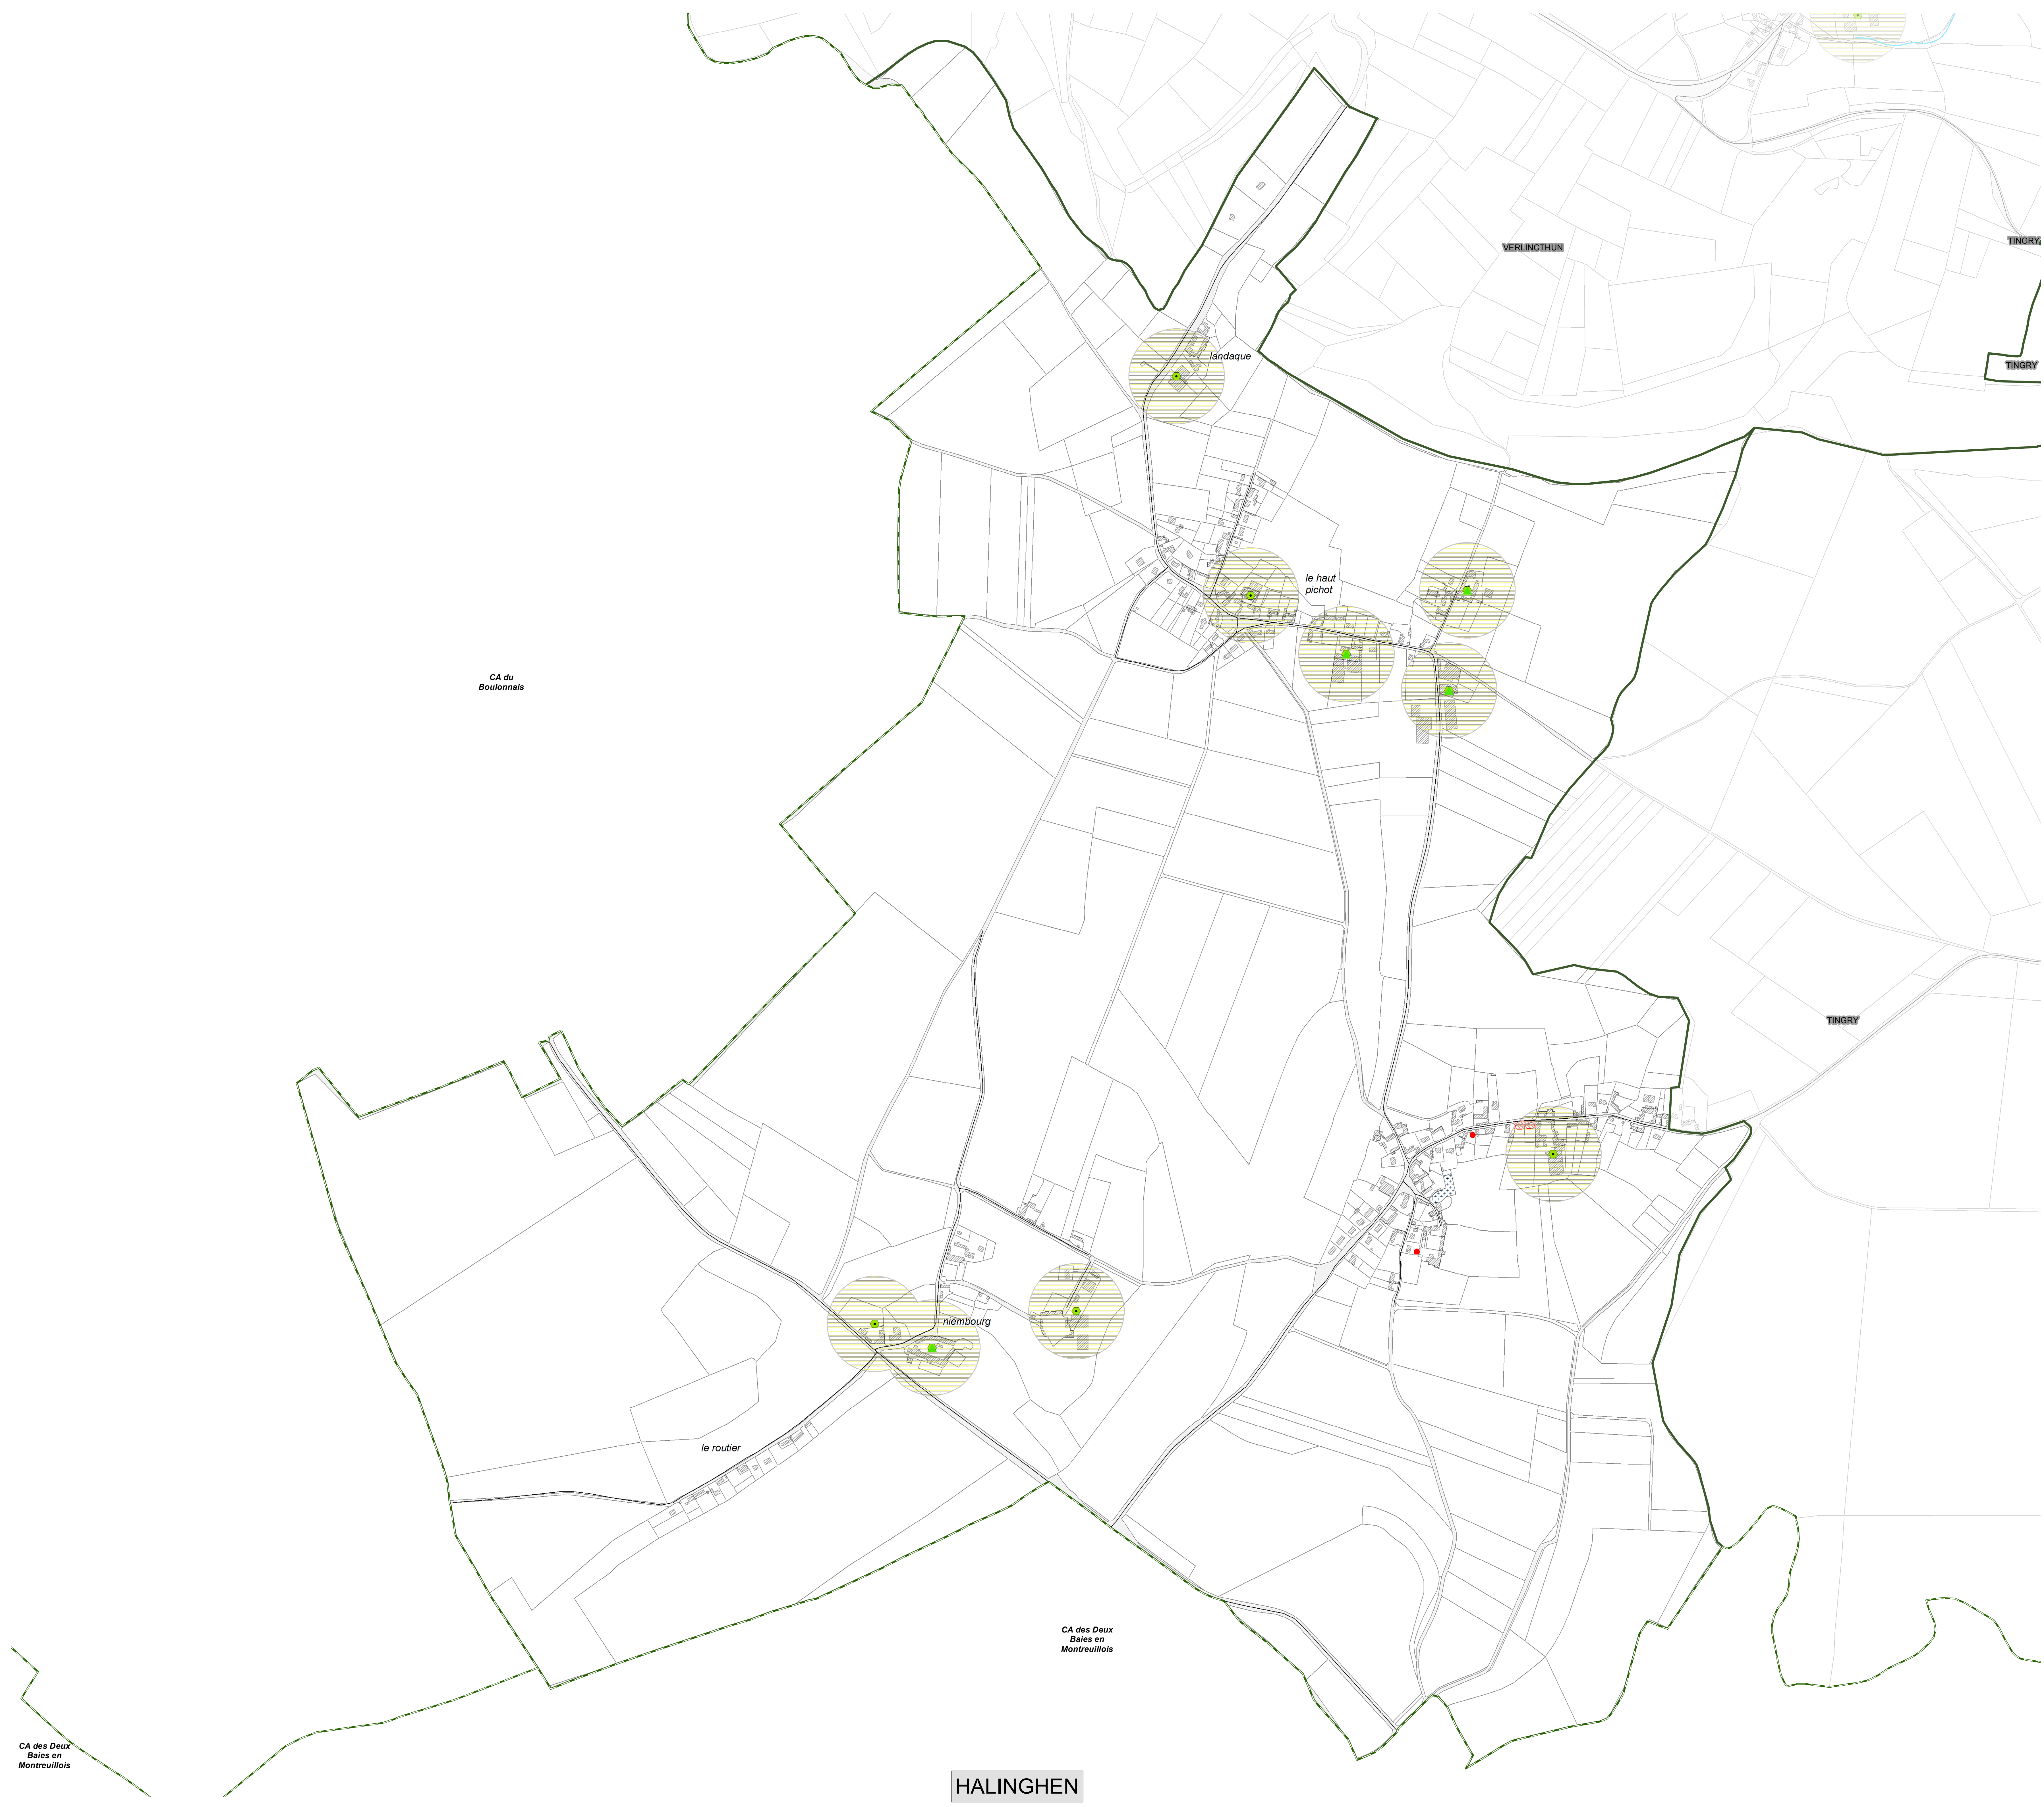 VERLINCTHUN
TINGRY
landaque
TINGRY
le haut
pichot
CA du
Boulonnais
TINGRY
niembourg
le routier
CA des Deux
Baies en
Montreuillois
CA des Deux
Baies en
Montreuillois
HALINGHEN